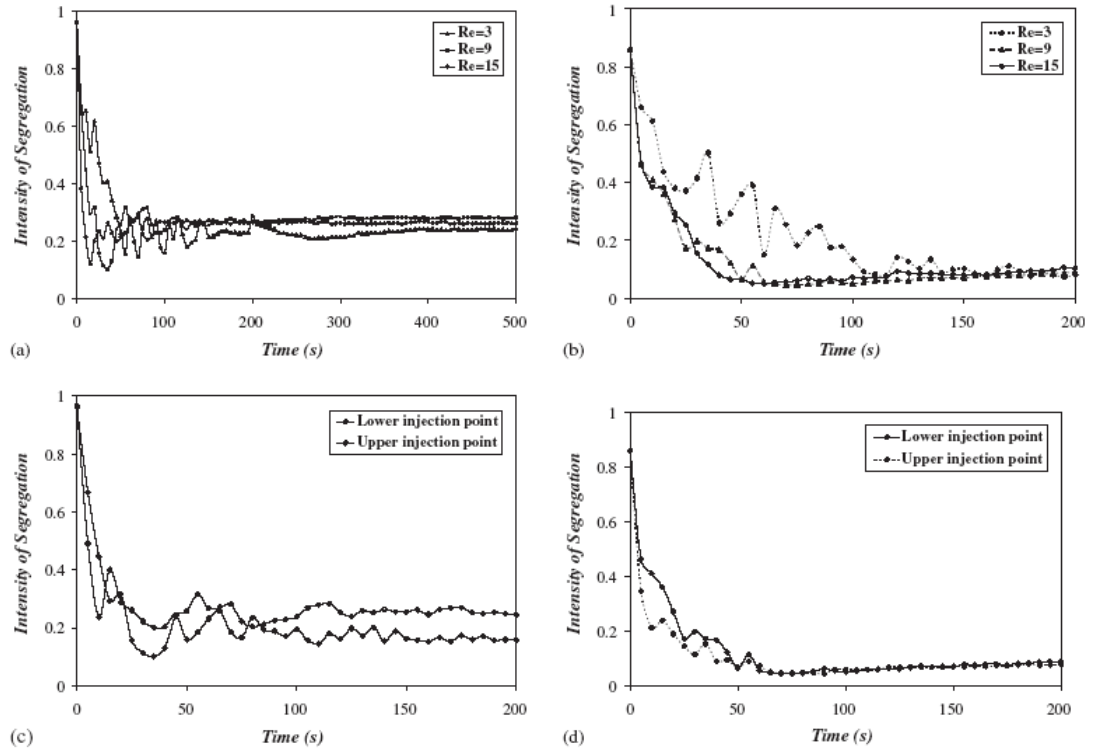 1
0.8
0.6
0.4
0.2
0
Intensity of Segregation
Re=3
Re=9
Re=15
0 100 200 300 400 500
(a)
Time (s)
1
0.8
0.6
0.4
0.2
0
Intensity of Segregation
Re=3
Re=9
Re=15
0 50 100 150 200
(b)
Time (s)
1
0.8
0.6
0.4
0.2
0
Intensity of Segregation
Lower injection point
Upper injection point
0 50 100 150 200
(c)
Time (s)
1
0.8
0.6
0.4
0.2
0
Intensity of Segregation
Lower injection point
Upper injection point
0 50 100 150 200
(d)
Time (s)